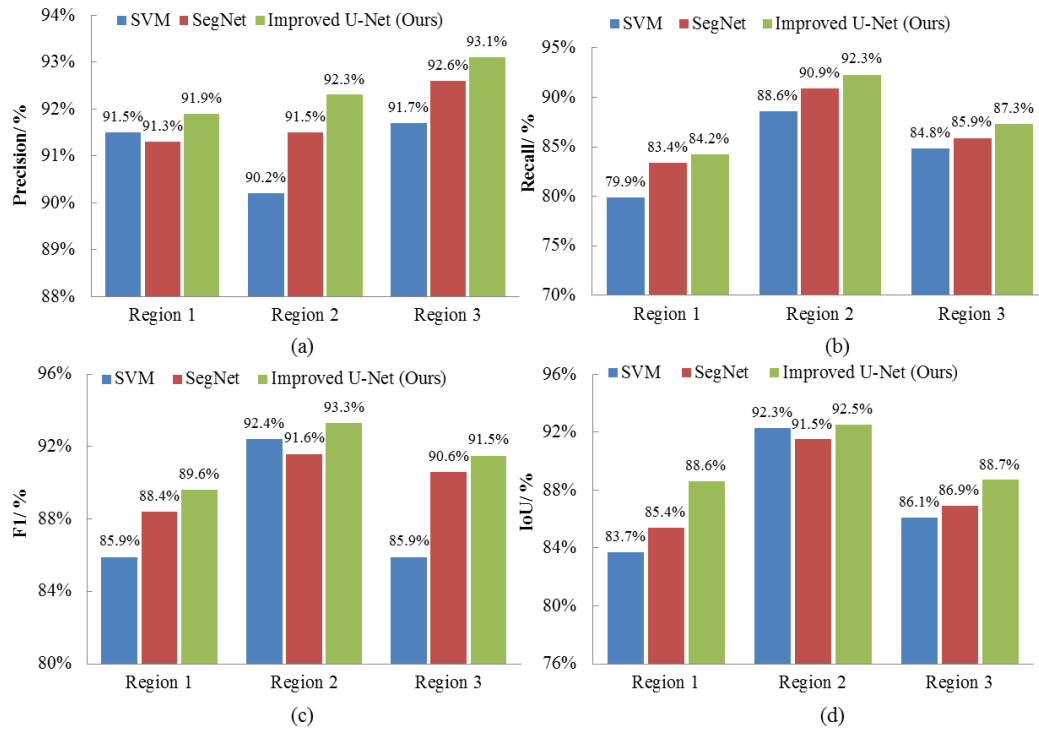 SVM SegNet Improved U-Net (Ours)
94%
93%
92%
91%
90%
89%
88%
Precision/ %
91.5% 91.3% 91.9%
90.2% 91.5% 92.3%
91.7% 92.6% 93.1%
Region 1 Region 2 Region 3
(a)
SVM SegNet Improved U-Net (Ours)
95%
90%
85%
80%
75%
70%
Recall/ %
79.9% 83.4% 84.2%
88.6% 90.9% 92.3%
84.8% 85.9% 87.3%
Region 1 Region 2 Region 3
(b)
SVM SegNet Improved U-Net (Ours)
96%
92%
88%
84%
80%
F1/ %
85.9% 88.4% 89.6%
92.4% 91.6% 93.3%
85.9% 90.6% 91.5%
Region 1 Region 2 Region 3
(c)
SVM SegNet Improved U-Net (Ours)
96%
92%
88%
84%
80%
76%
IoU/ %
83.7% 85.4% 88.6%
92.3% 91.5% 92.5%
86.1% 86.9% 88.7%
Region 1 Region 2 Region 3
(d)